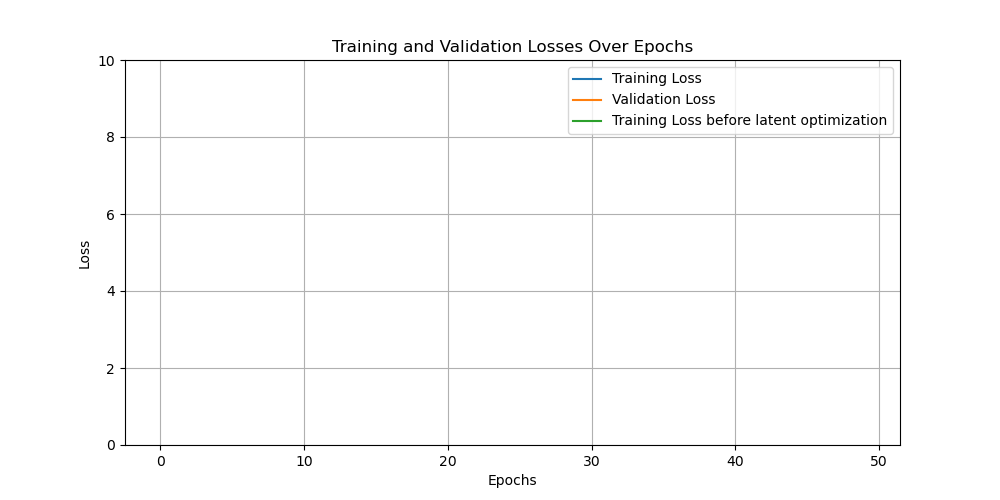 Training and Validation Losses Over Epochs
Training Loss
Validation Loss
Training Loss before latent optimization
10
8
6
4
2
0
Loss
0 10 20 30 40 50
Epochs